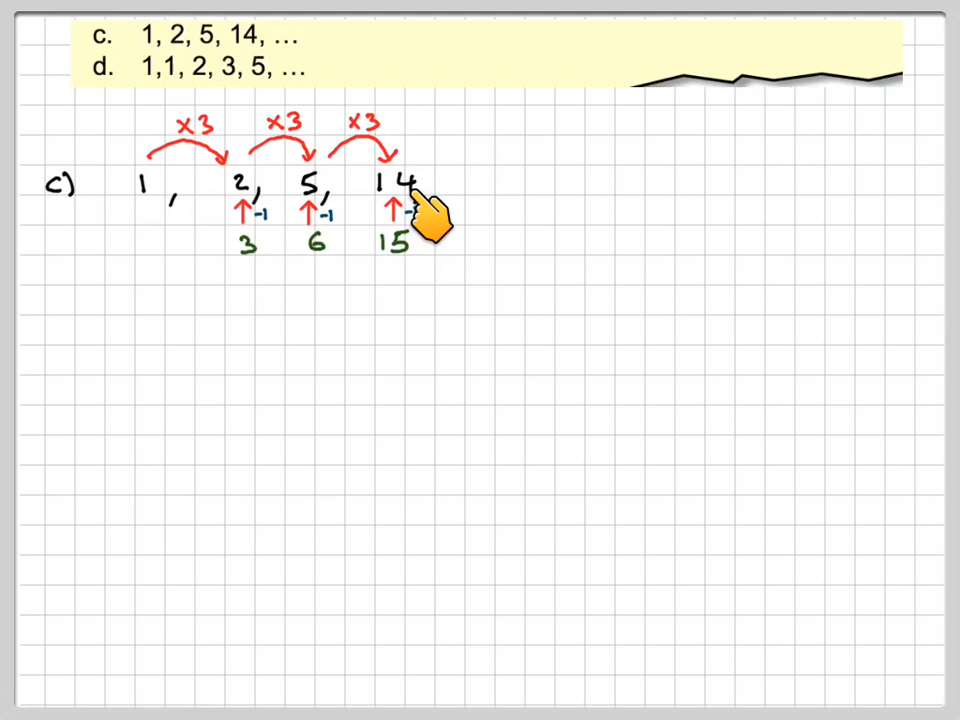 c. 1, 2, 5, 14, …
d. 1,1, 2, 3, 5, …
×3 ×3 ×3
c) 1, 2, 5, 14
-1 -1
3 6 15